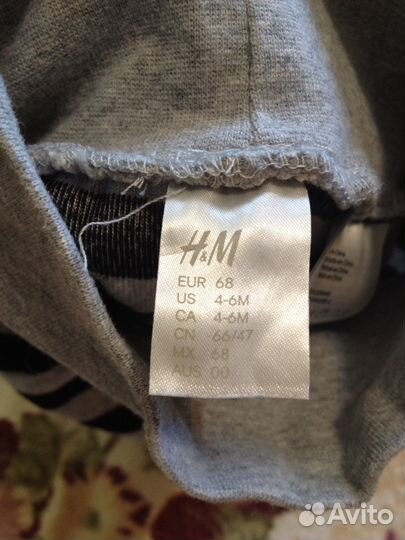 H&M
EUR 68
US 4-6M
CA 4-6M
CN 66/47
MX 68
AUS 00
Avito